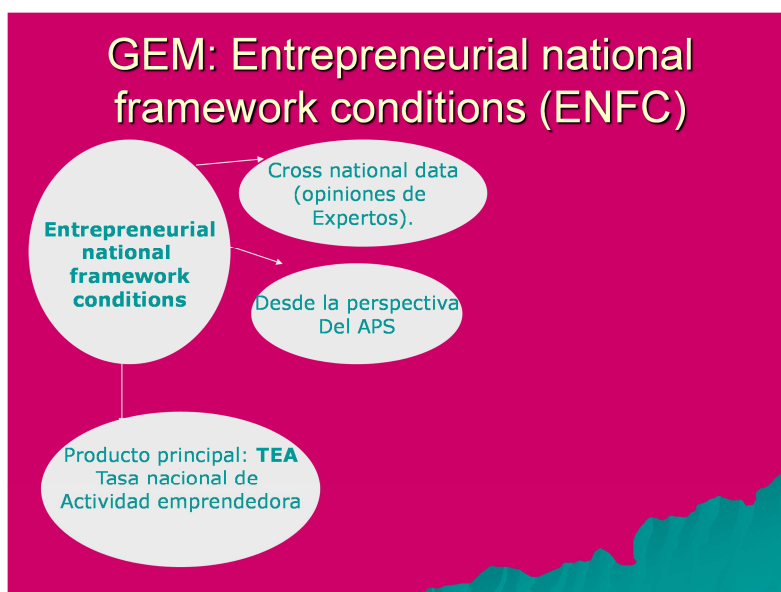 GEM: Entrepreneurial national
framework conditions (ENFC)
Cross national data
(opiniones de
Expertos).
Entrepreneurial
national
framework
conditions
Desde la perspectiva
Del APS
Producto principal: TEA
Tasa nacional de
Actividad emprendedora